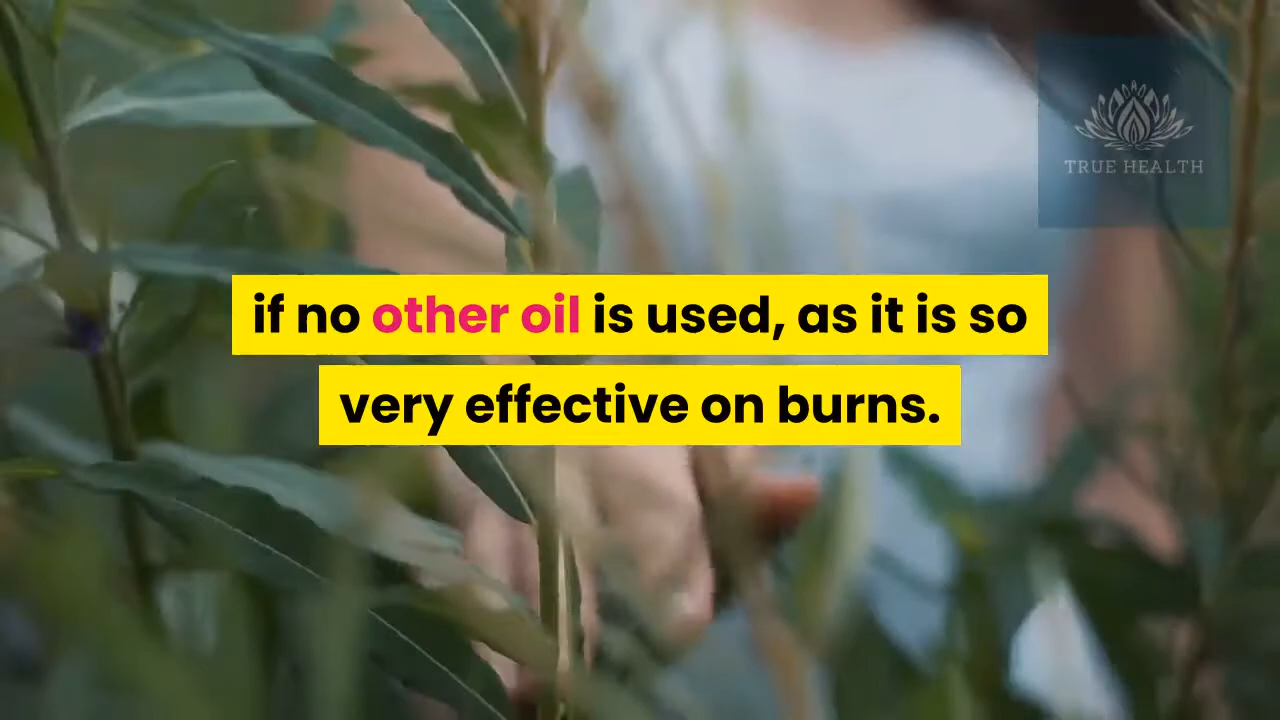 TRUE HEALTH
if no other oil is used, as it is so
very effective on burns.